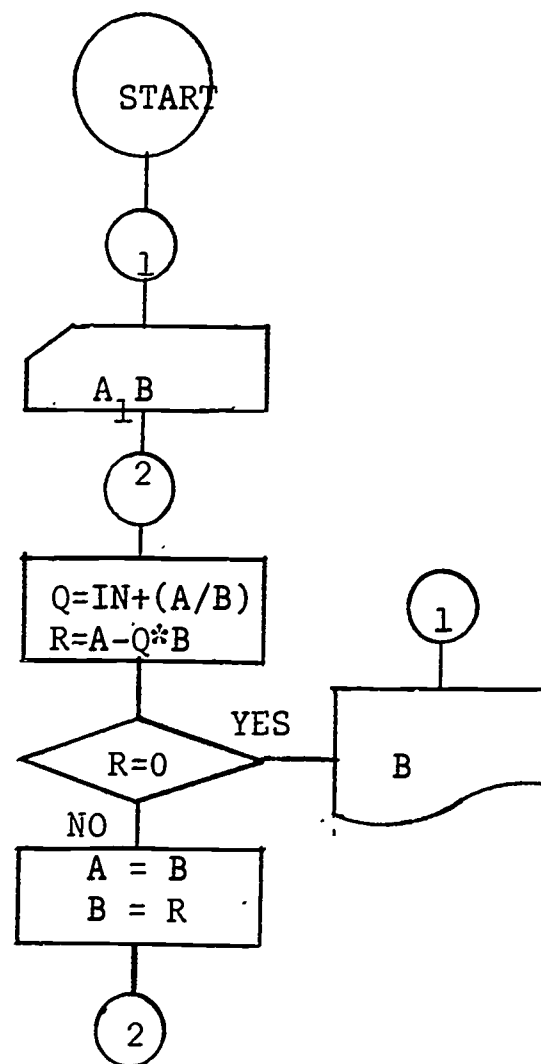 START
1
A, B
2
Q=IN+(A/B)
R=A-Q*B
1
YES
R=0
B
NO
A = B
B = R
2